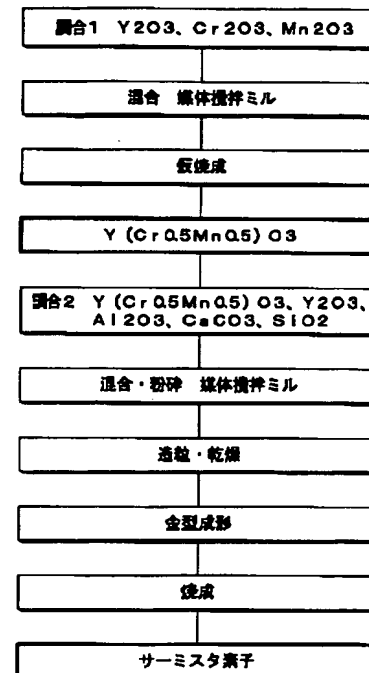 調合1 Y2O3、Cr2O3、Mn2O3
混合 媒体攪拌ミル
仮焼成
Y(Cr0.5Mn0.5)O3
調合2 Y(Cr0.5Mn0.5)O3、Y2O3、
Al2O3、CaCO3、SiO2
混合・粉砕 媒体攪拌ミル
造粒・乾燥
金型成形
焼成
サーミスタ素子